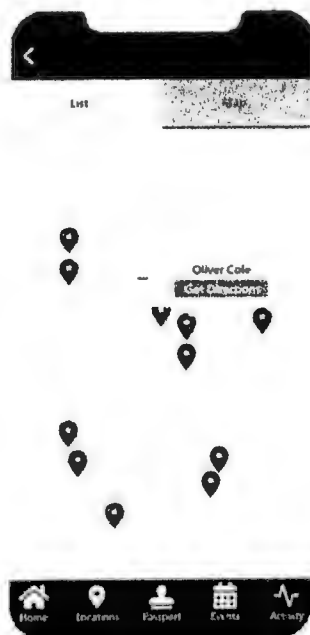 List
Map
Oliver Cole
Get Directions
Home
Locations
Passport
Events
Activity